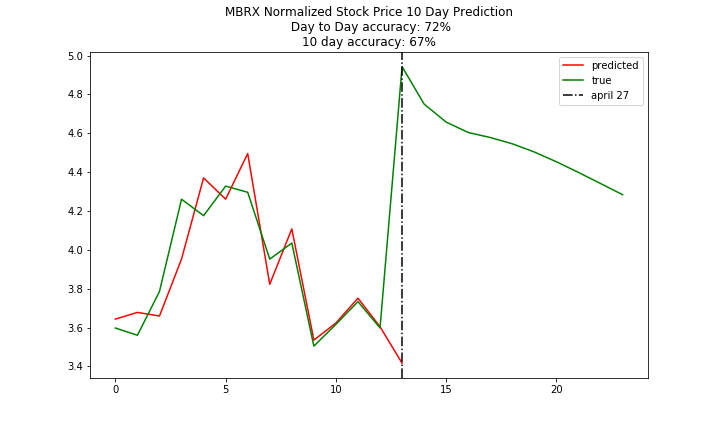 MBRX Normalized Stock Price 10 Day Prediction
Day to Day accuracy: 72%
10 day accuracy: 67%
predicted
true
april 27
5.0
4.8
4.6
4.4
4.2
4.0
3.8
3.6
3.4
0 5 10 15 20